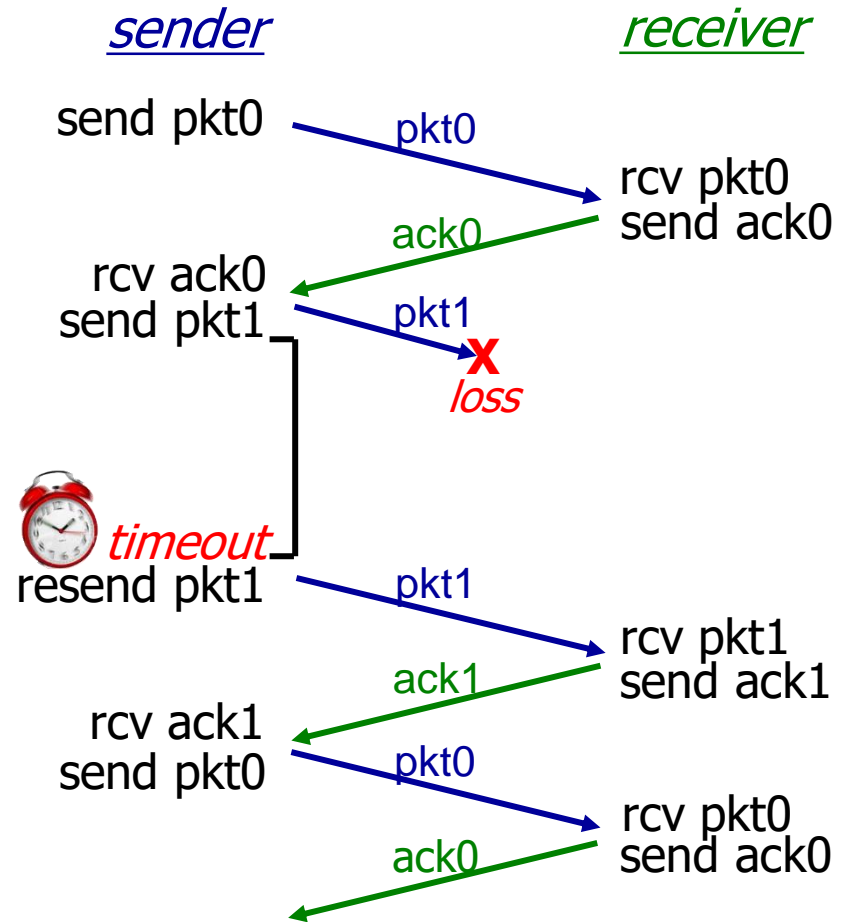 sender
receiver
send pkt0
pkt0
rcv pkt0
send ack0
ack0
rcv ack0
send pkt1
pkt1
X
loss
timeout
resend pkt1
pkt1
rcv pkt1
send ack1
ack1
rcv ack1
send pkt0
pkt0
rcv pkt0
send ack0
ack0